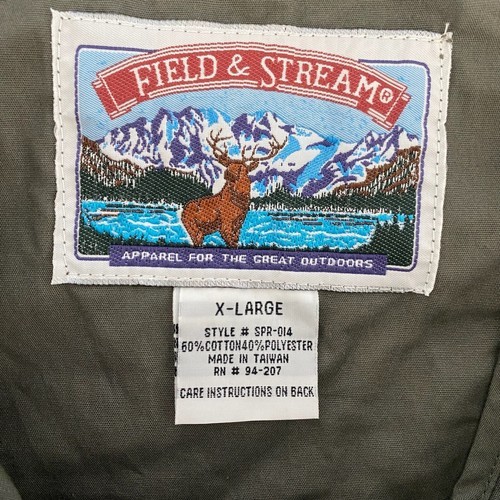 FIELD & STREAM®
APPAREL FOR THE GREAT OUTDOORS
X-LARGE
STYLE # SPR-014
60%COTTON40%POLYESTER
MADE IN TAIWAN
RN # 94-207
CARE INSTRUCTIONS ON BACK